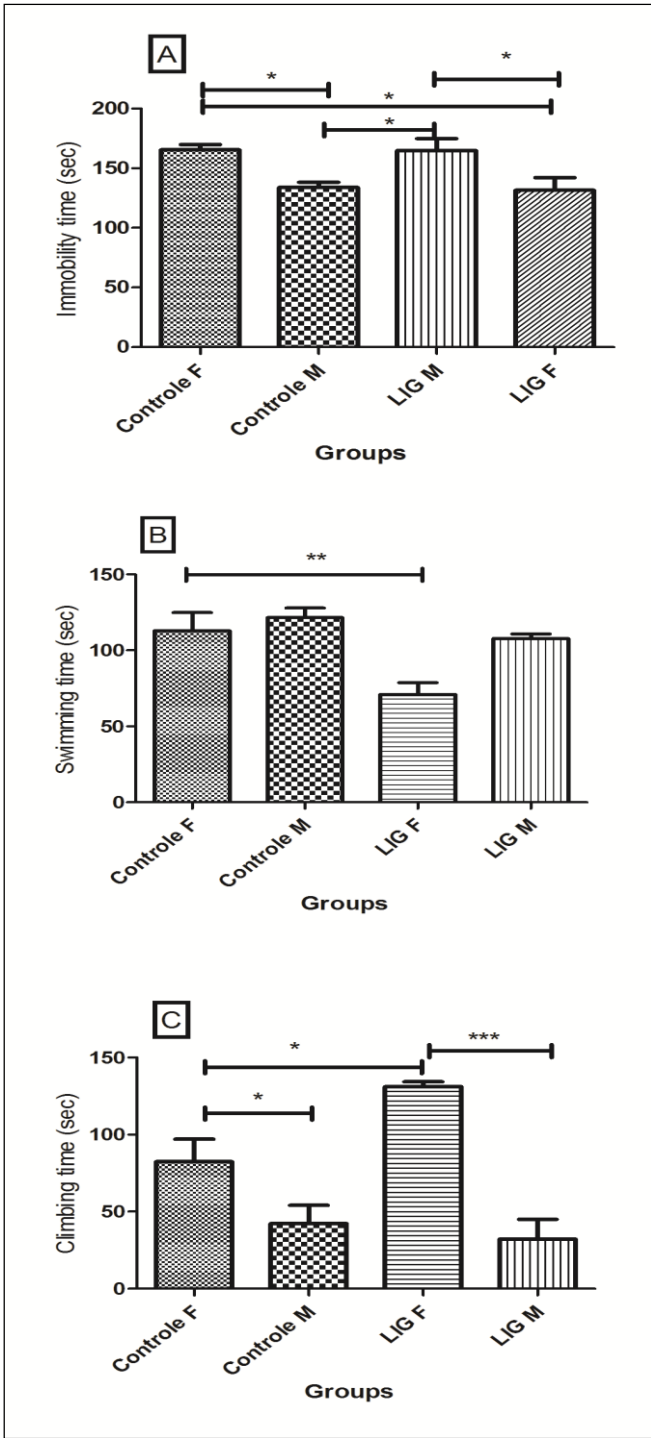 A
*
*
*
*
Immobility time (sec)
200
150
100
50
0
Controle F
Controle M
LIG M
LIG F
Groups
B
**
Swimming time (sec)
150
100
50
0
Controle F
Controle M
LIG F
LIG M
Groups
C
***
*
*
Climbing time (sec)
150
100
50
0
Controle F
Controle M
LIG F
LIG M
Groups